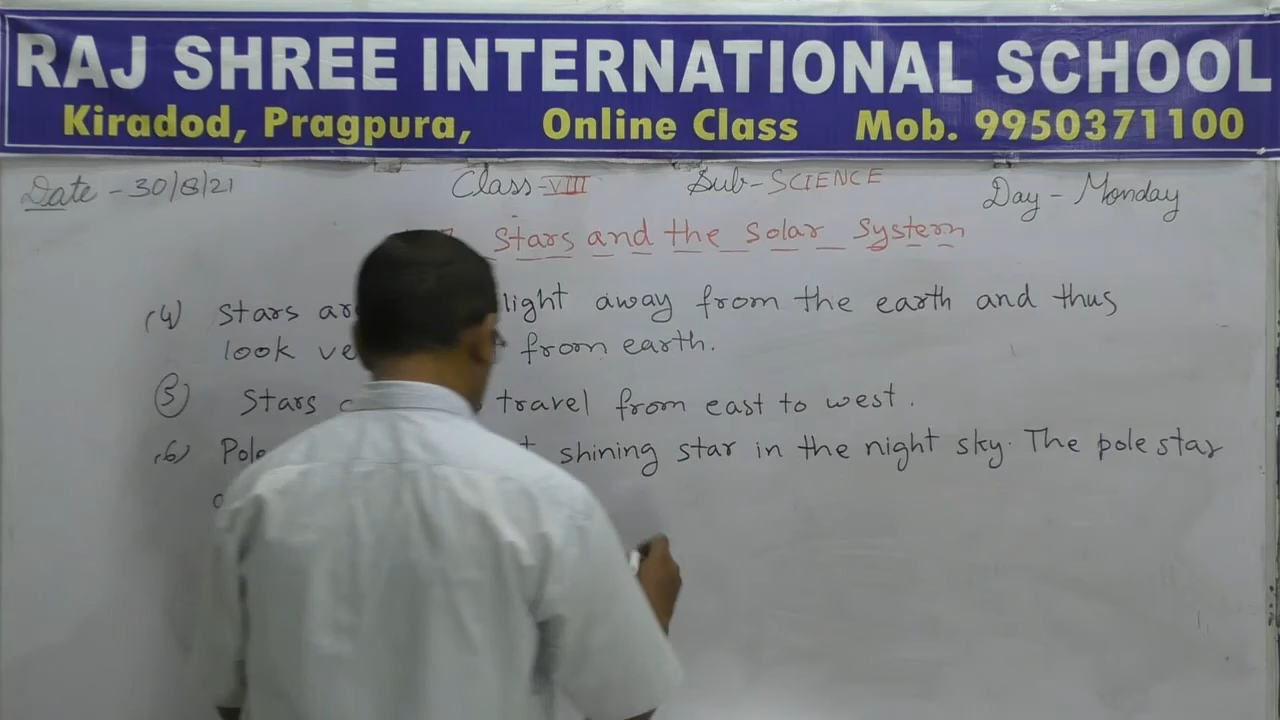 RAJ SHREE INTERNATIONAL SCHOOL
Kiradod, Pragpura, Online Class Mob. 9950371100
Date - 30/8/21 Class-VIII Sub-SCIENCE Day - Monday
Stars and the Solar System
(4) Stars light away from the earth and thus
look from earth.
(5) Stars travel from east to west.
(6) Pole shining star in the night sky. The pole star